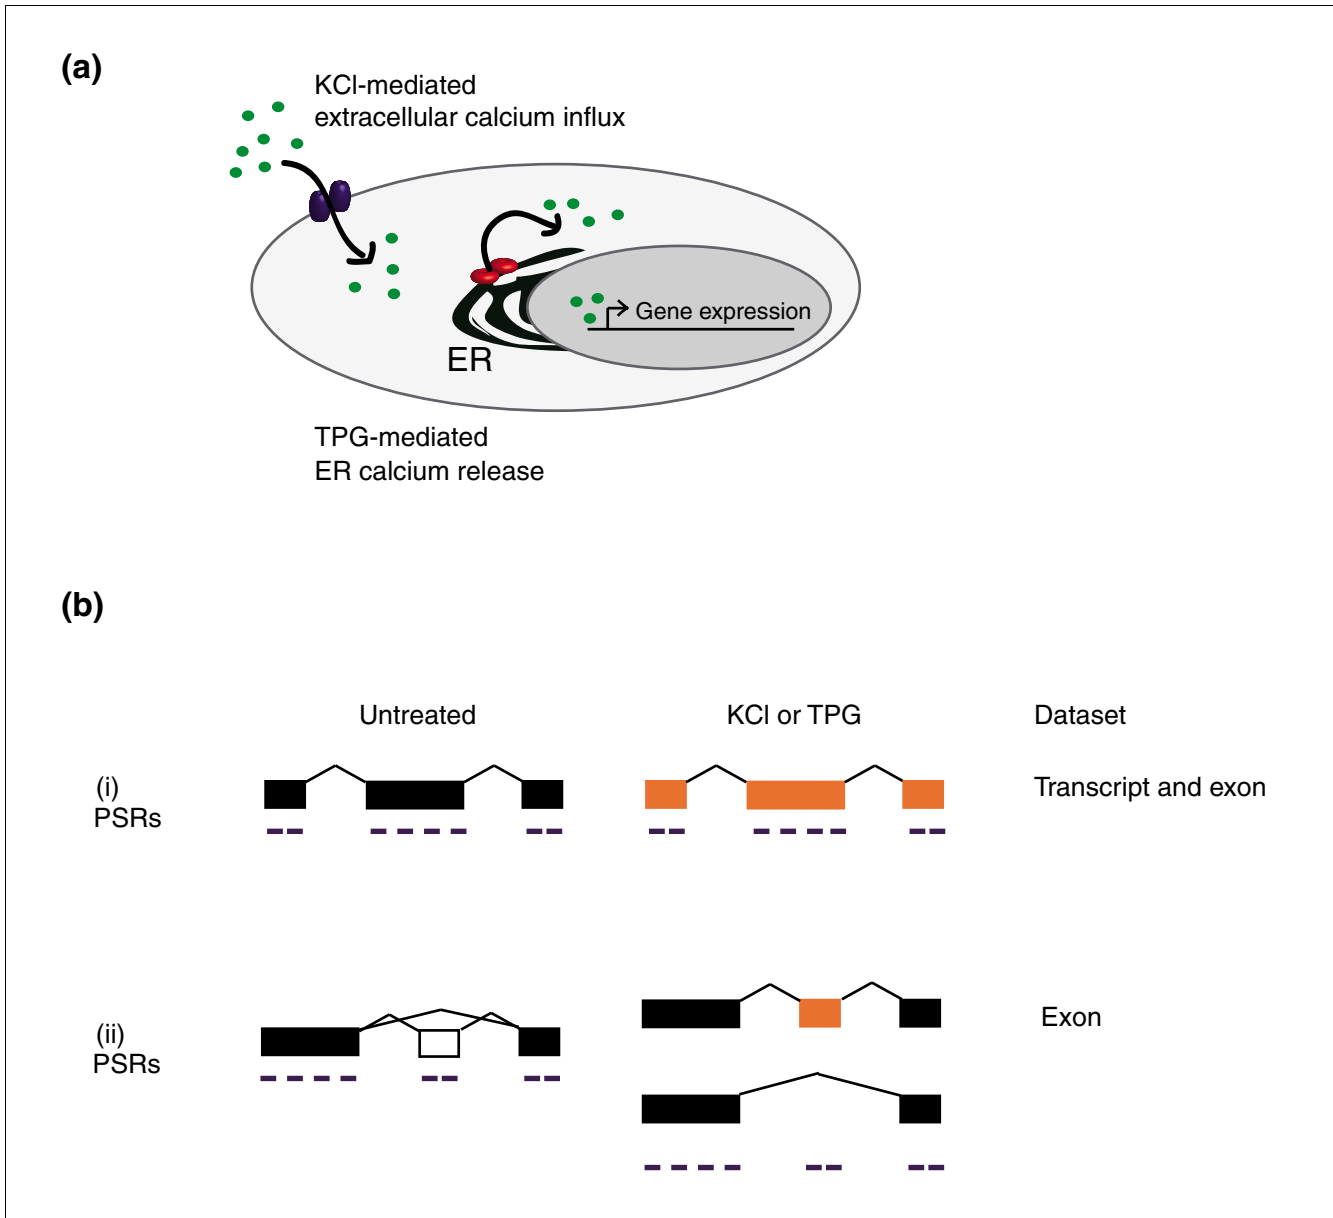 (a)
KCl-mediated
extracellular calcium influx
Gene expression
ER
TPG-mediated
ER calcium release
(b)
Untreated
KCl or TPG
Dataset
(i)
PSRs
Transcript and exon
(ii)
PSRs
Exon